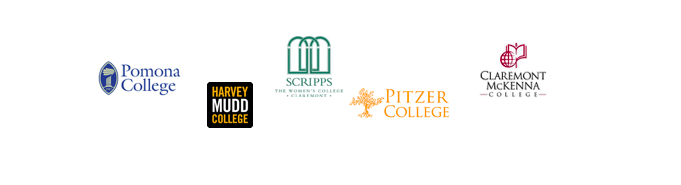 Pomona
College
HARVEY
MUDD
COLLEGE
SCRIPPS
THE WOMEN'S COLLEGE
• CLAREMONT •
PITZER
COLLEGE
CLAREMONT
MCKENNA
COLLEGE